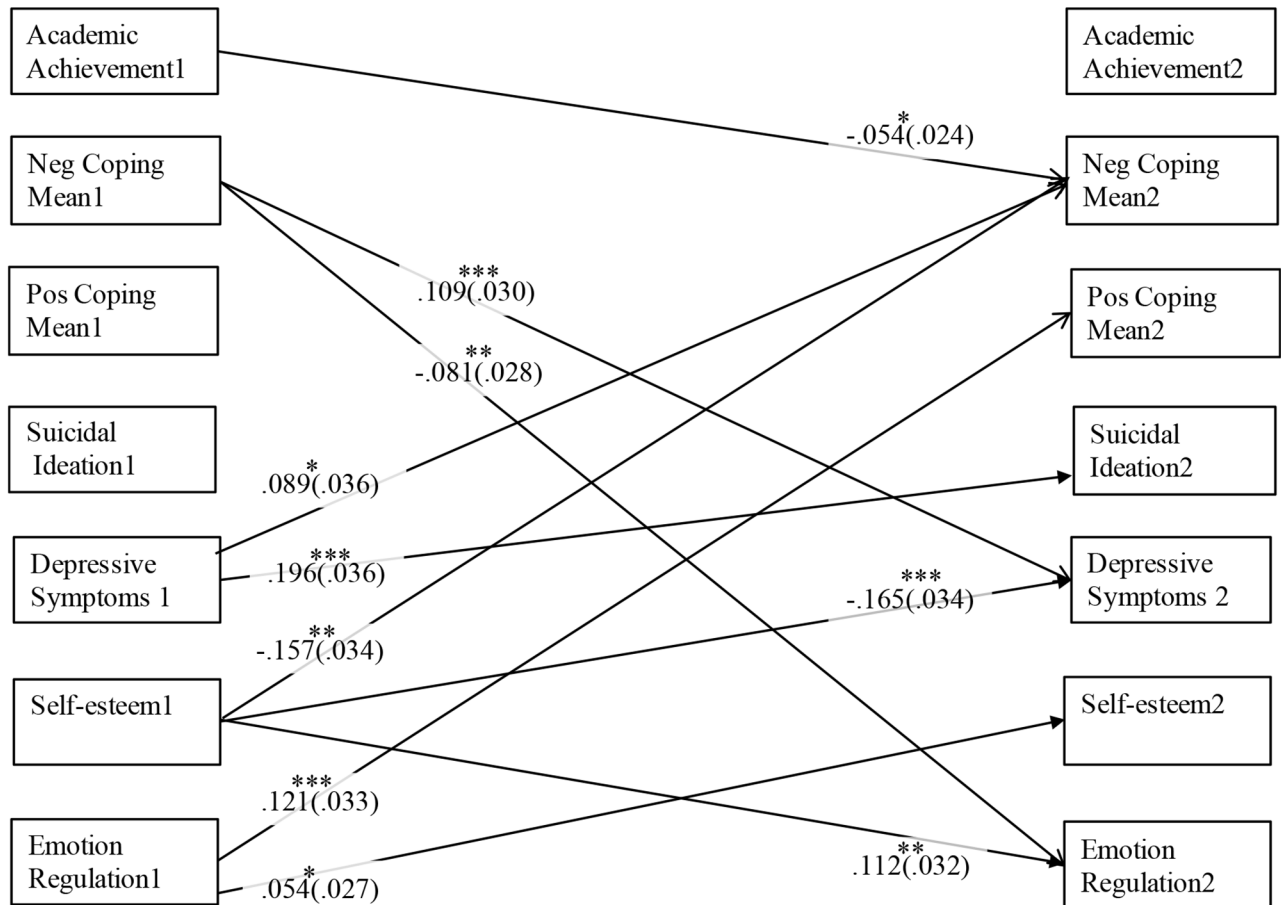 Academic
Achievement1
Academic
Achievement2
*
-.054(.024)
Neg Coping
Mean1
Neg Coping
Mean2
***
.109(.030)
Pos Coping
Mean1
Pos Coping
Mean2
**
-.081(.028)
Suicidal
Ideation1
Suicidal
Ideation2
*
.089(.036)
***
.196(.036)
Depressive
Symptoms 1
***
-.165(.034)
Depressive
Symptoms 2
**
-.157(.034)
Self-esteem1
Self-esteem2
***
.121(.033)
Emotion
Regulation1
*
.054(.027)
**
.112(.032)
Emotion
Regulation2